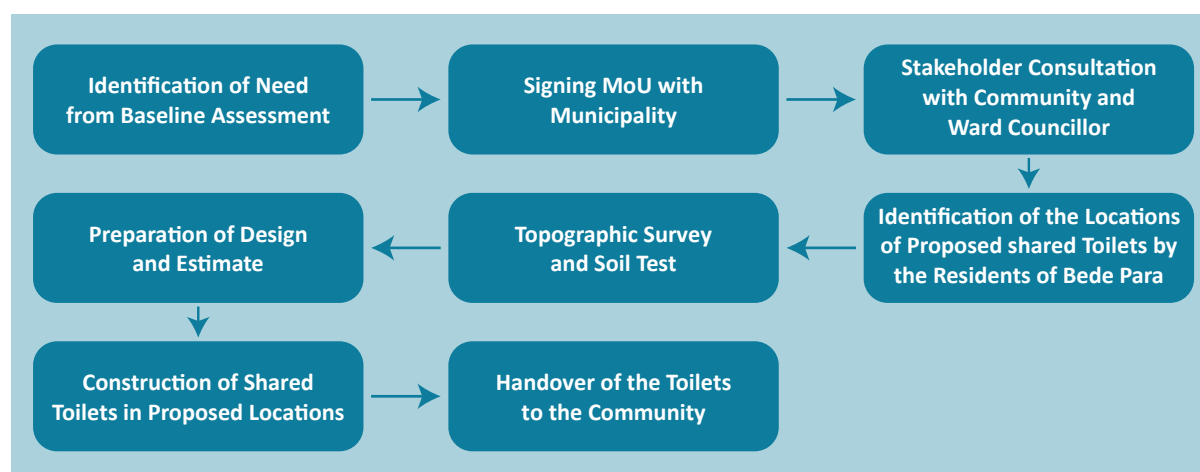 Identification of Need
from Baseline Assessment
Signing MoU with
Municipality
Stakeholder Consultation
with Community and
Ward Councillor
Identification of the Locations
of Proposed shared Toilets by
the Residents of Bede Para
Topographic Survey
and Soil Test
Preparation of Design
and Estimate
Construction of Shared
Toilets in Proposed Locations
Handover of the Toilets
to the Community